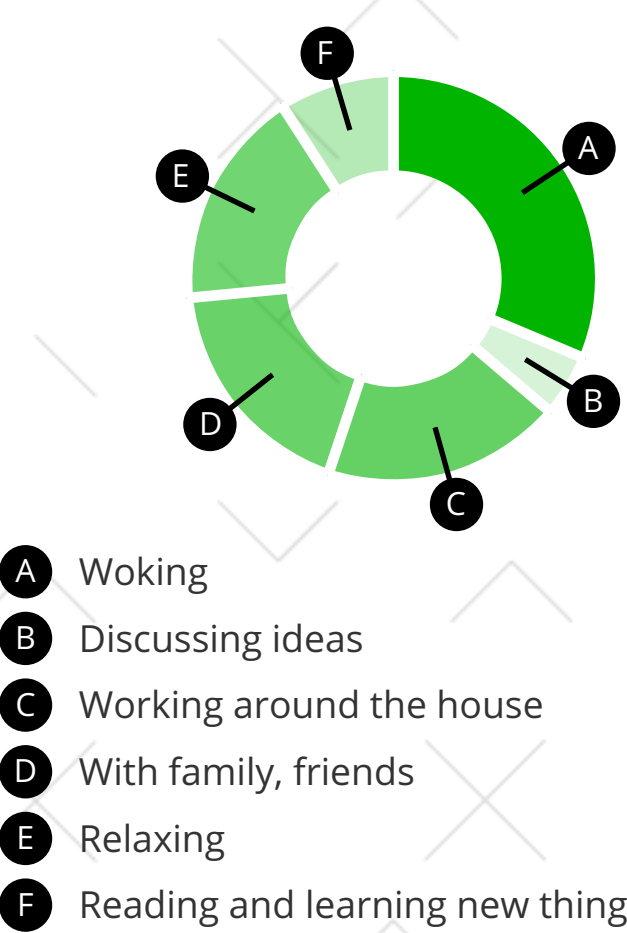 F
A
E
B
D
C
A Woking
B Discussing ideas
C Working around the house
D With family, friends
E Relaxing
F Reading and learning new thing